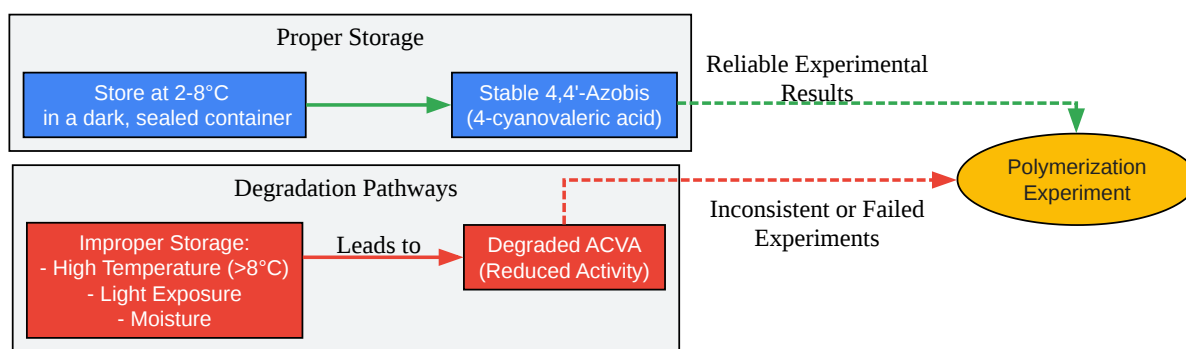 Proper Storage
Store at 2-8°C
in a dark, sealed container
Stable 4,4'-Azobis
(4-cyanovaleric acid)
Reliable Experimental
Results
Polymerization
Experiment
Degradation Pathways
Improper Storage:
- High Temperature (>8°C)
- Light Exposure
- Moisture
Leads to
Degraded ACVA
(Reduced Activity)
Inconsistent or Failed
Experiments